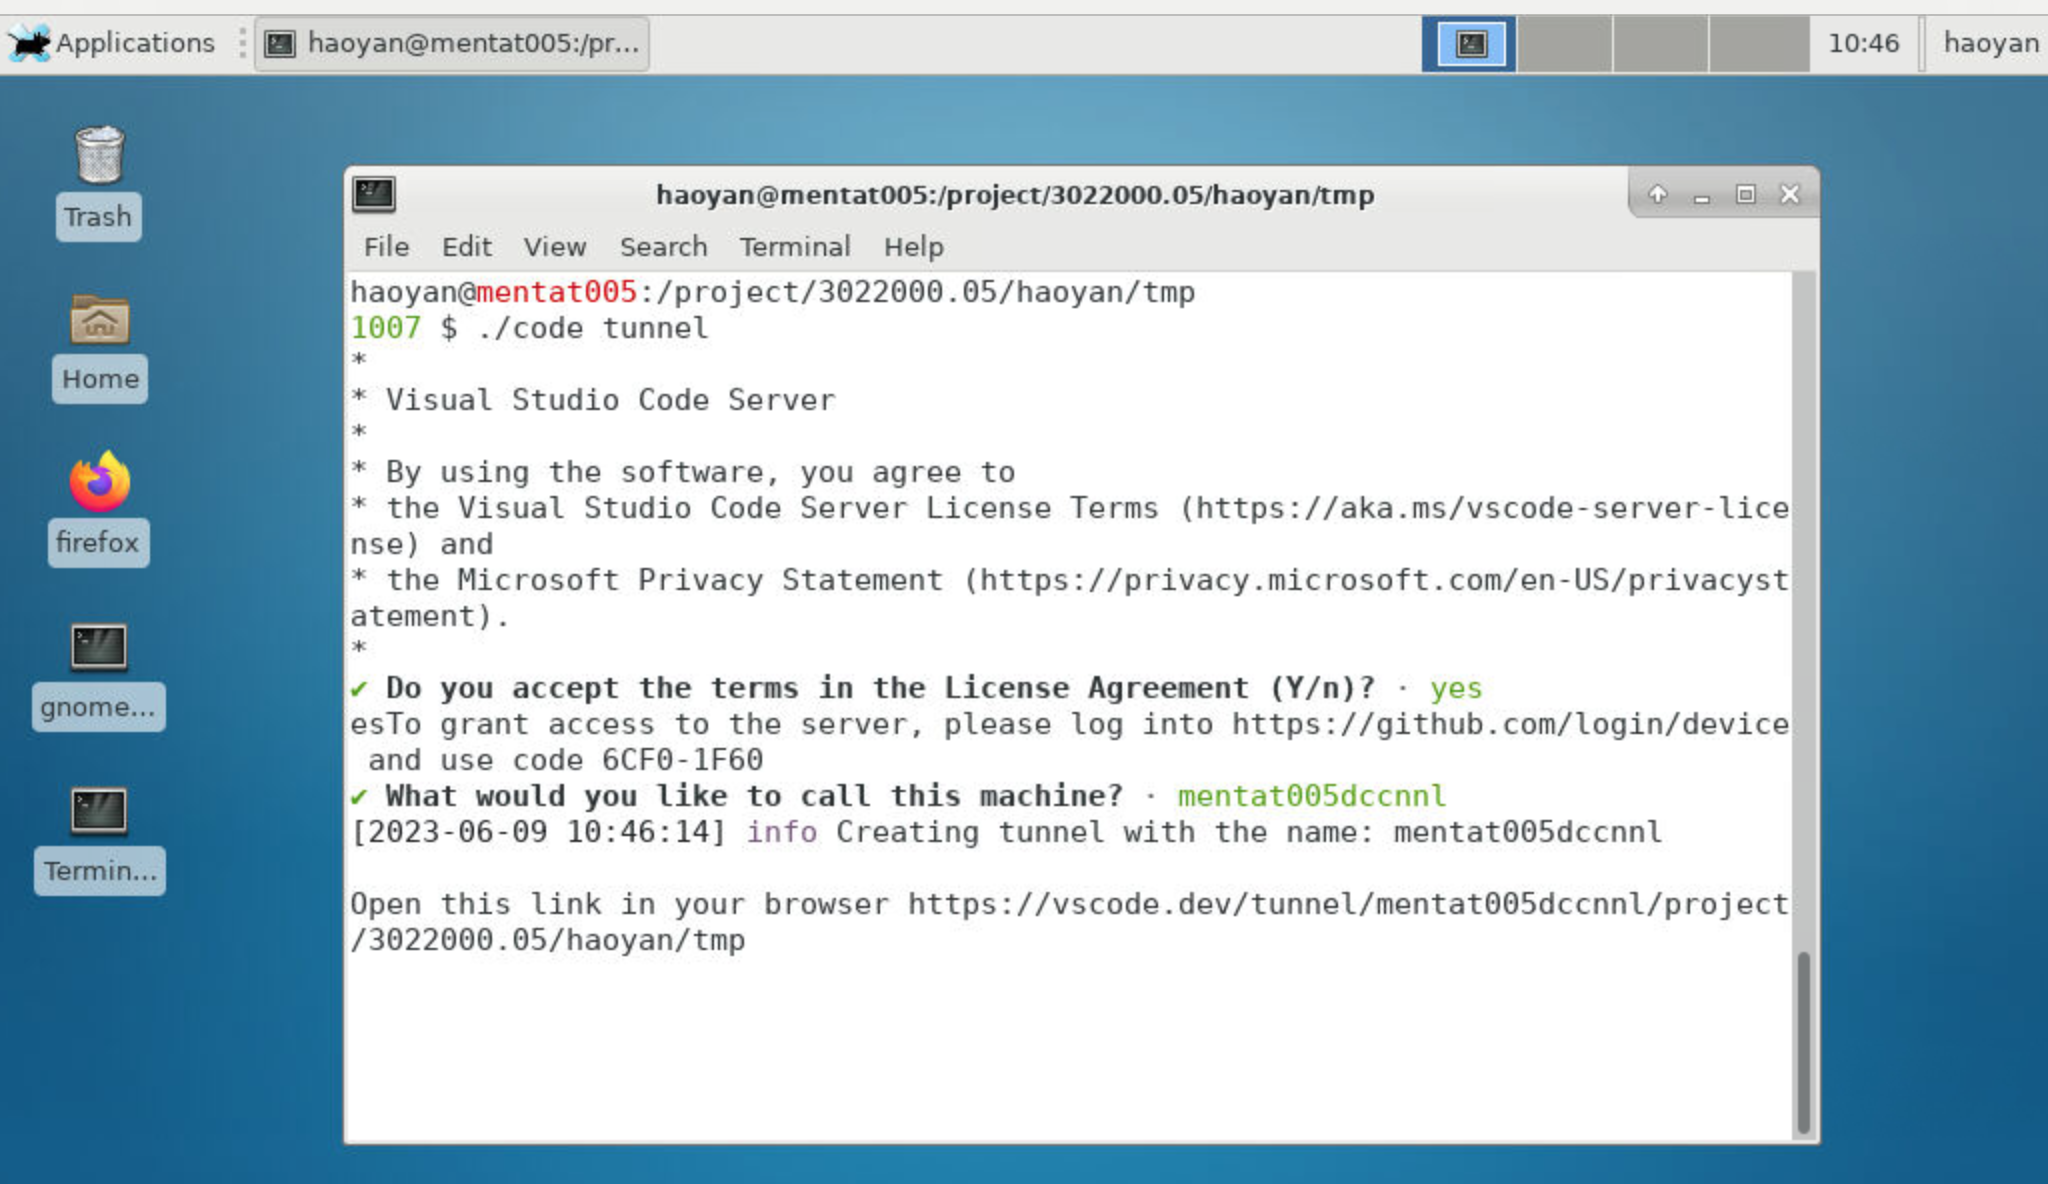 Applications
haoyan@mentat005:/pr...
10:46
haoyan
Trash
Home
firefox
gnome...
Termin...
haoyan@mentat005:/project/3022000.05/haoyan/tmp
File Edit View Search Terminal Help
haoyan@mentat005:/project/3022000.05/haoyan/tmp
1007 $ ./code tunnel
*
* Visual Studio Code Server
*
* By using the software, you agree to
* the Visual Studio Code Server License Terms (https://aka.ms/vscode-server-lice
nse) and
* the Microsoft Privacy Statement (https://privacy.microsoft.com/en-US/privacyst
atement).
*
✔ Do you accept the terms in the License Agreement (Y/n)? · yes
esTo grant access to the server, please log into https://github.com/login/device
and use code 6CF0-1F60
✔ What would you like to call this machine? · mentat005dccnnl
[2023-06-09 10:46:14] info Creating tunnel with the name: mentat005dccnnl
Open this link in your browser https://vscode.dev/tunnel/mentat005dccnnl/project
/3022000.05/haoyan/tmp